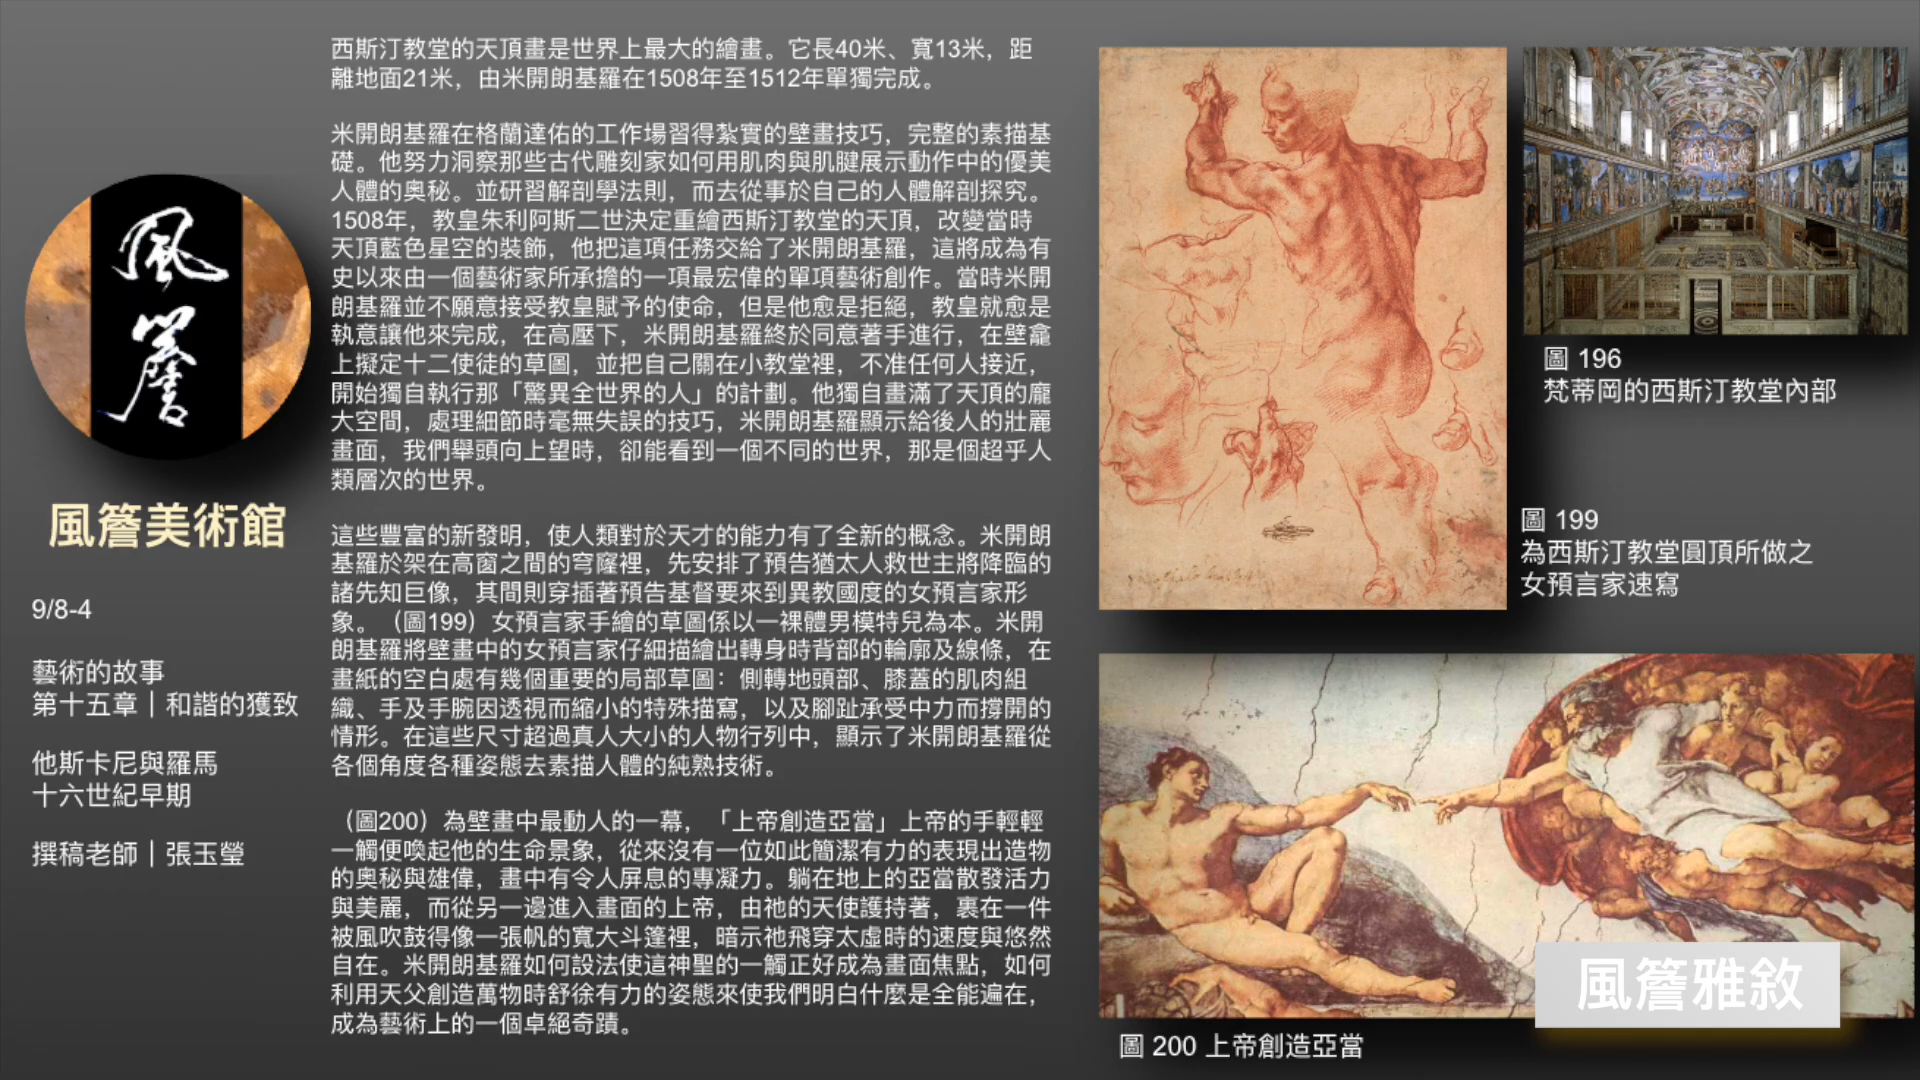 風簷
風簷美術館
9/8-4
藝術的故事
第十五章｜和諧的獲致
他斯卡尼與羅馬
十六世紀早期
撰稿老師｜張玉瑩
西斯汀教堂的天頂畫是世界上最大的繪畫。它長40米、寬13米，距
離地面21米，由米開朗基羅在1508年至1512年單獨完成。
米開朗基羅在格蘭達佑的工作場習得紮實的壁畫技巧，完整的素描基
礎。他努力洞察那些古代雕刻家如何用肌肉與肌腱展示動作中的優美
人體的奧秘。並研習解剖學法則，而去從事於自己的人體解剖探究。
1508年，教皇朱利阿斯二世決定重繪西斯汀教堂的天頂，改變當時
天頂藍色星空的裝飾，他把這項任務交給了米開朗基羅，這將成為有
史以來由一個藝術家所承擔的一項最宏偉的單項藝術創作。當時米開
朗基羅並不願意接受教皇賦予的使命，但是他愈是拒絕，教皇就愈是
執意讓他來完成，在高壓下，米開朗基羅終於同意著手進行，在壁龕
上擬定十二使徒的草圖，並把自己關在小教堂裡，不准任何人接近，
開始獨自執行那「驚異全世界的人」的計劃。他獨自畫滿了天頂的龐
大空間，處理細節時毫無失誤的技巧，米開朗基羅顯示給後人的壯麗
畫面，我們舉頭向上望時，卻能看到一個不同的世界，那是個超乎人
類層次的世界。
這些豐富的新發明，使人類對於天才的能力有了全新的概念。米開朗
基羅於架在高窗之間的穹窿裡，先安排了預告猶太人救世主將降臨的
諸先知巨像，其間則穿插著預告基督要來到異教國度的女預言家形
象。（圖199）女預言家手繪的草圖係以一裸體男模特兒為本。米開
朗基羅將壁畫中的女預言家仔細描繪出轉身時背部的輪廓及線條，在
畫紙的空白處有幾個重要的局部草圖：側轉地頭部、膝蓋的肌肉組
織、手及手腕因透視而縮小的特殊描寫，以及腳趾承受中力而撐開的
情形。在這些尺寸超過真人大小的人物行列中，顯示了米開朗基羅從
各個角度各種姿態去素描人體的純熟技術。
（圖200）為壁畫中最動人的一幕，「上帝創造亞當」上帝的手輕輕
一觸便喚起他的生命景象，從來沒有一位如此簡潔有力的表現出造物
的奧秘與雄偉，畫中有令人屏息的專凝力。躺在地上的亞當散發活力
與美麗，而從另一邊進入畫面的上帝，由祂的天使護持著，裹在一件
被風吹鼓得像一張帆的寬大斗篷裡，暗示祂飛穿太虛時的速度與悠然
自在。米開朗基羅如何設法使這神聖的一觸正好成為畫面焦點，如何
利用天父創造萬物時舒徐有力的姿態來使我們明白什麼是全能遍在，
成為藝術上的一個卓絕奇蹟。
圖 196
梵蒂岡的西斯汀教堂內部
圖 199
為西斯汀教堂圓頂所做之
女預言家速寫
風簷雅敘
圖 200 上帝創造亞當